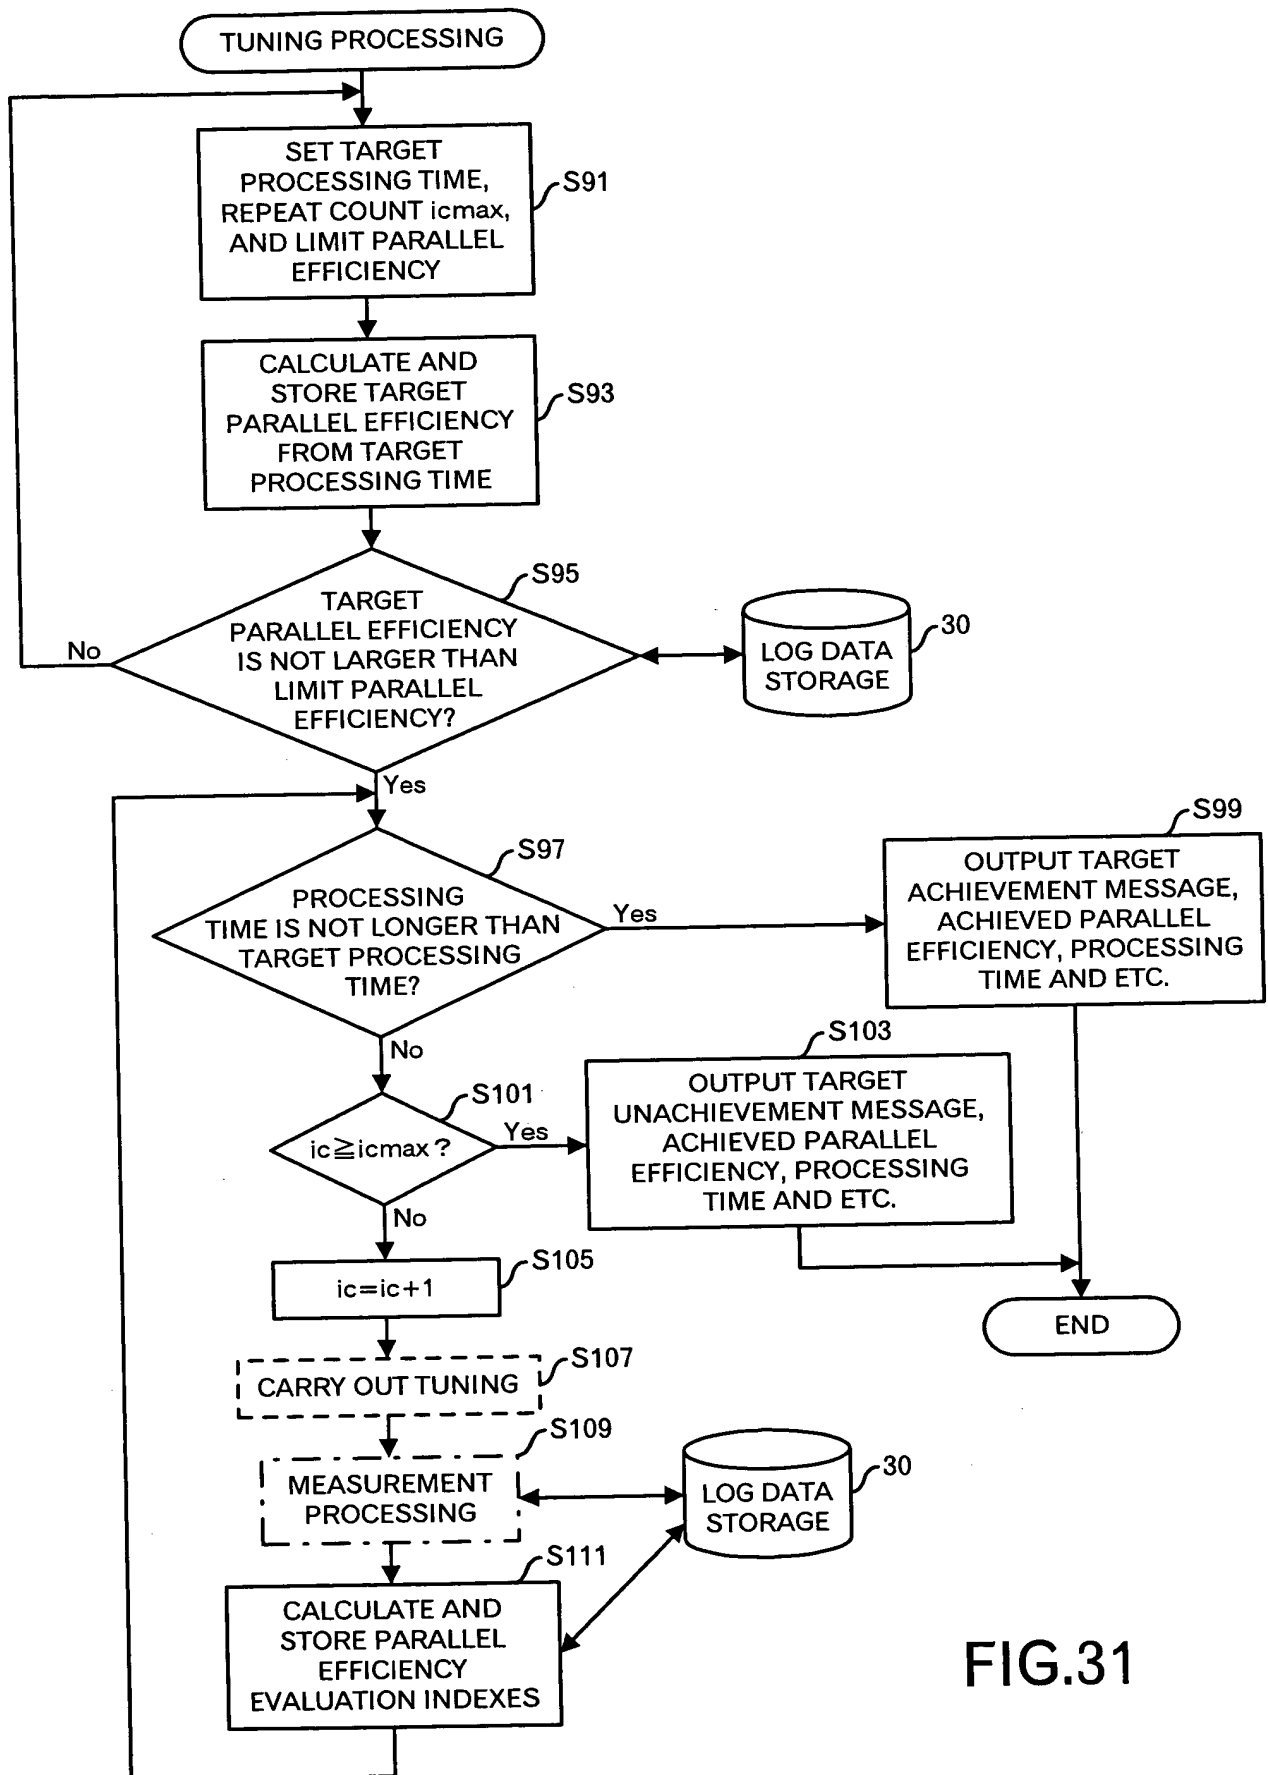 TUNING PROCESSING
SET TARGET
PROCESSING TIME,
REPEAT COUNT icmax,
AND LIMIT PARALLEL
EFFICIENCY
S91
CALCULATE AND
STORE TARGET
PARALLEL EFFICIENCY
FROM TARGET
PROCESSING TIME
S93
S95
TARGET
PARALLEL EFFICIENCY
IS NOT LARGER THAN
LIMIT PARALLEL
EFFICIENCY?
No
30
LOG DATA
STORAGE
Yes
S97
PROCESSING
TIME IS NOT LONGER THAN
TARGET PROCESSING
TIME?
Yes
S99
OUTPUT TARGET
ACHIEVEMENT MESSAGE,
ACHIEVED PARALLEL
EFFICIENCY, PROCESSING
TIME AND ETC.
No
S101
ic≧icmax?
Yes
S103
OUTPUT TARGET
UNACHIEVEMENT MESSAGE,
ACHIEVED PARALLEL
EFFICIENCY, PROCESSING
TIME AND ETC.
No
S105
ic=ic+1
END
S107
CARRY OUT TUNING
S109
MEASUREMENT
PROCESSING
30
LOG DATA
STORAGE
S111
CALCULATE AND
STORE PARALLEL
EFFICIENCY
EVALUATION INDEXES
FIG.31